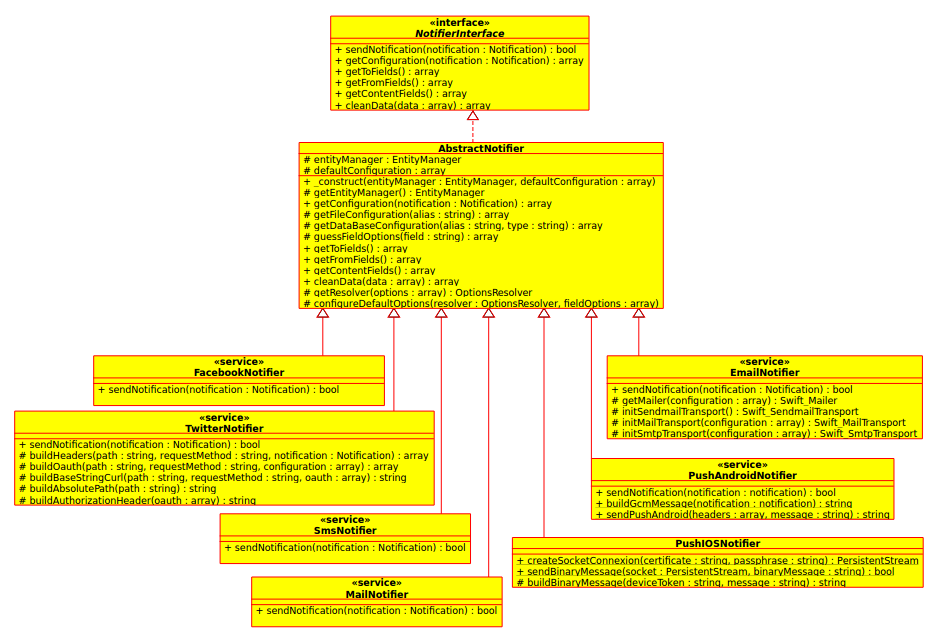 «interface»
NotifierInterface
+ sendNotification(notification : Notification) : bool
+ getConfiguration(notification : Notification) : array
+ getToFields() : array
+ getFromFields() : array
+ getContentFields() : array
+ cleanData(data : array) : array
AbstractNotifier
# entityManager : EntityManager
# defaultConfiguration : array
+ _construct(entityManager : EntityManager, defaultConfiguration : array)
# getEntityManager() : EntityManager
+ getConfiguration(notification : Notification) : array
# getFileConfiguration(alias : string) : array
# getDataBaseConfiguration(alias : string, type : string) : array
# guessFieldOptions(field : string) : array
+ getToFields() : array
+ getFromFields() : array
+ getContentFields() : array
+ cleanData(data : array) : array
# getResolver(options : array) : OptionsResolver
# configureDefaultOptions(resolver : OptionsResolver, fieldOptions : array)
«service»
FacebookNotifier
+ sendNotification(notification : Notification) : bool
«service»
TwitterNotifier
+ sendNotification(notification : Notification) : bool
# buildHeaders(path : string, requestMethod : string, notification : Notification) : array
# buildOauth(path : string, requestMethod : string, configuration : array) : array
# buildBaseStringCurl(path : string, requestMethod : string, oauth : array) : string
# buildAbsolutePath(path : string) : string
# buildAuthorizationHeader(oauth : array) : string
«service»
SmsNotifier
+ sendNotification(notification : Notification) : bool
«service»
MailNotifier
+ sendNotification(notification : Notification) : bool
«service»
EmailNotifier
+ sendNotification(notification : Notification) : bool
# getMailer(configuration : array) : Swift_Mailer
# initSendmailTransport() : Swift_SendmailTransport
# initMailTransport(configuration : array) : Swift_MailTransport
# initSmtpTransport(configuration : array) : Swift_SmtpTransport
«service»
PushAndroidNotifier
+ sendNotification(notification : notification) : bool
+ buildGcmMessage(notification : notification) : string
+ sendPushAndroid(headers : array, message : string) : string
PushIOSNotifier
+ createSocketConnexion(certificate : string, passphrase : string) : PersistentStream
+ sendBinaryMessage(socket : PersistentStream, binaryMessage : string) : bool
# buildBinaryMessage(deviceToken : string, message : string) : string